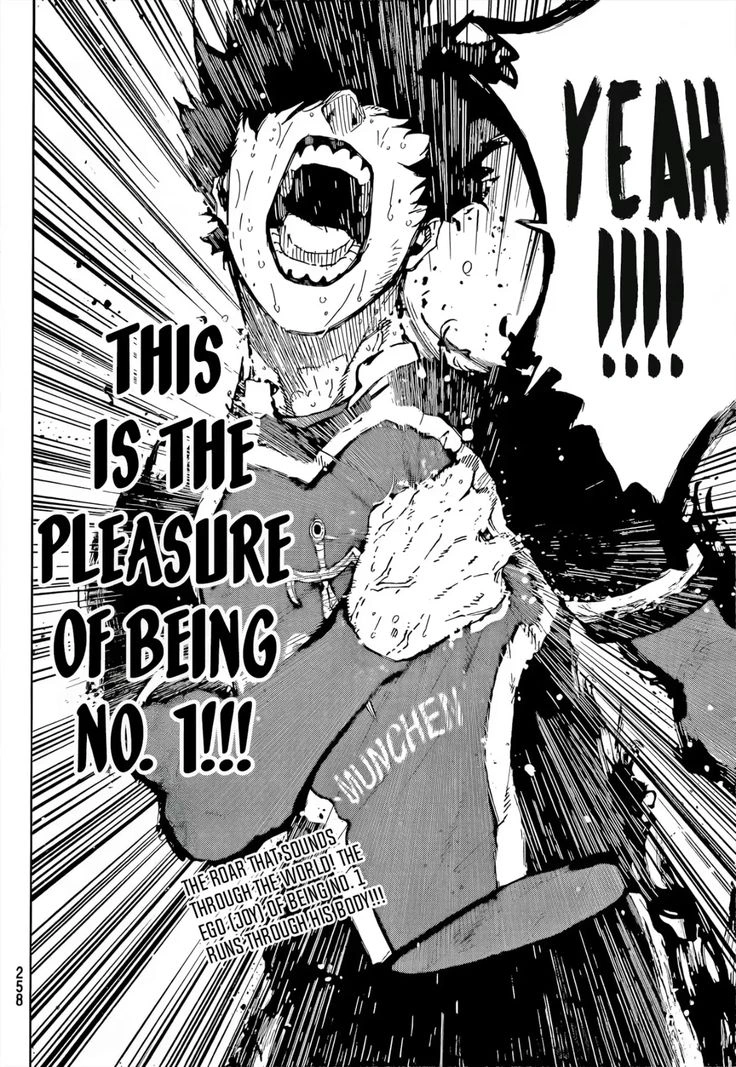 YEAH
!!!!
THIS
IS THE
PLEASURE
OF BEING
NO. 1!!!
MUNCHEN
THE ROAR THAT SOUNDS
THROUGH THE WORLD! THE
EGO (JOY) OF BEING NO. 1
RUNS THROUGH HIS BODY!!!
258